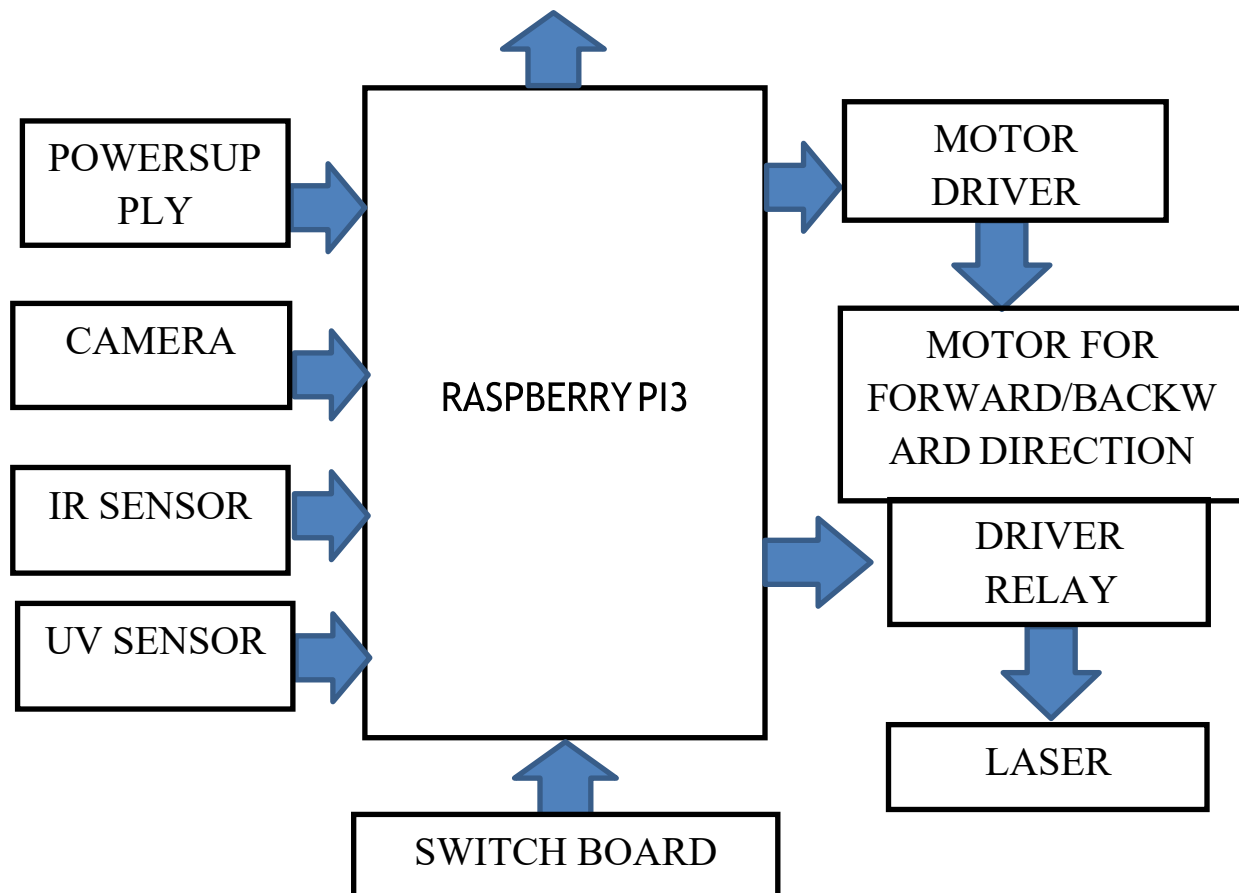 POWERSUP
PLY
CAMERA
IR SENSOR
UV SENSOR
RASPBERRY PI3
MOTOR
DRIVER
MOTOR FOR
FORWARD/BACKW
ARD DIRECTION
DRIVER
RELAY
LASER
SWITCH BOARD